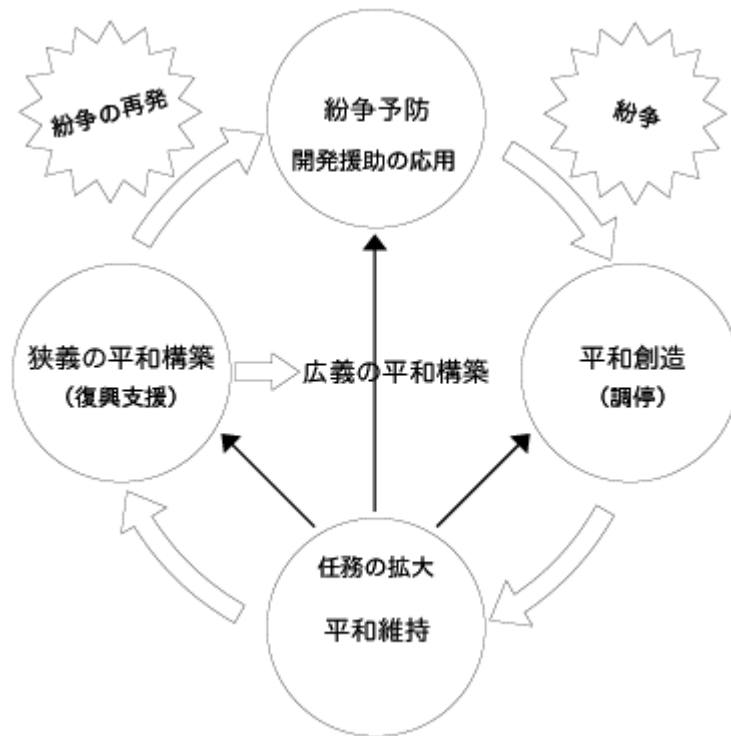 紛争の再発
紛争予防
開発援助の応用
紛争
狭義の平和構築
（復興支援）
広義の平和構築
平和創造
（調停）
任務の拡大
平和維持